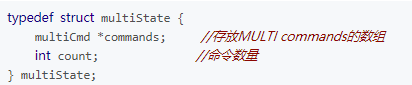 typedef struct multiState {
    multiCmd *commands;     //存放MULTI commands的数组
    int count;              //命令数量
} multiState;